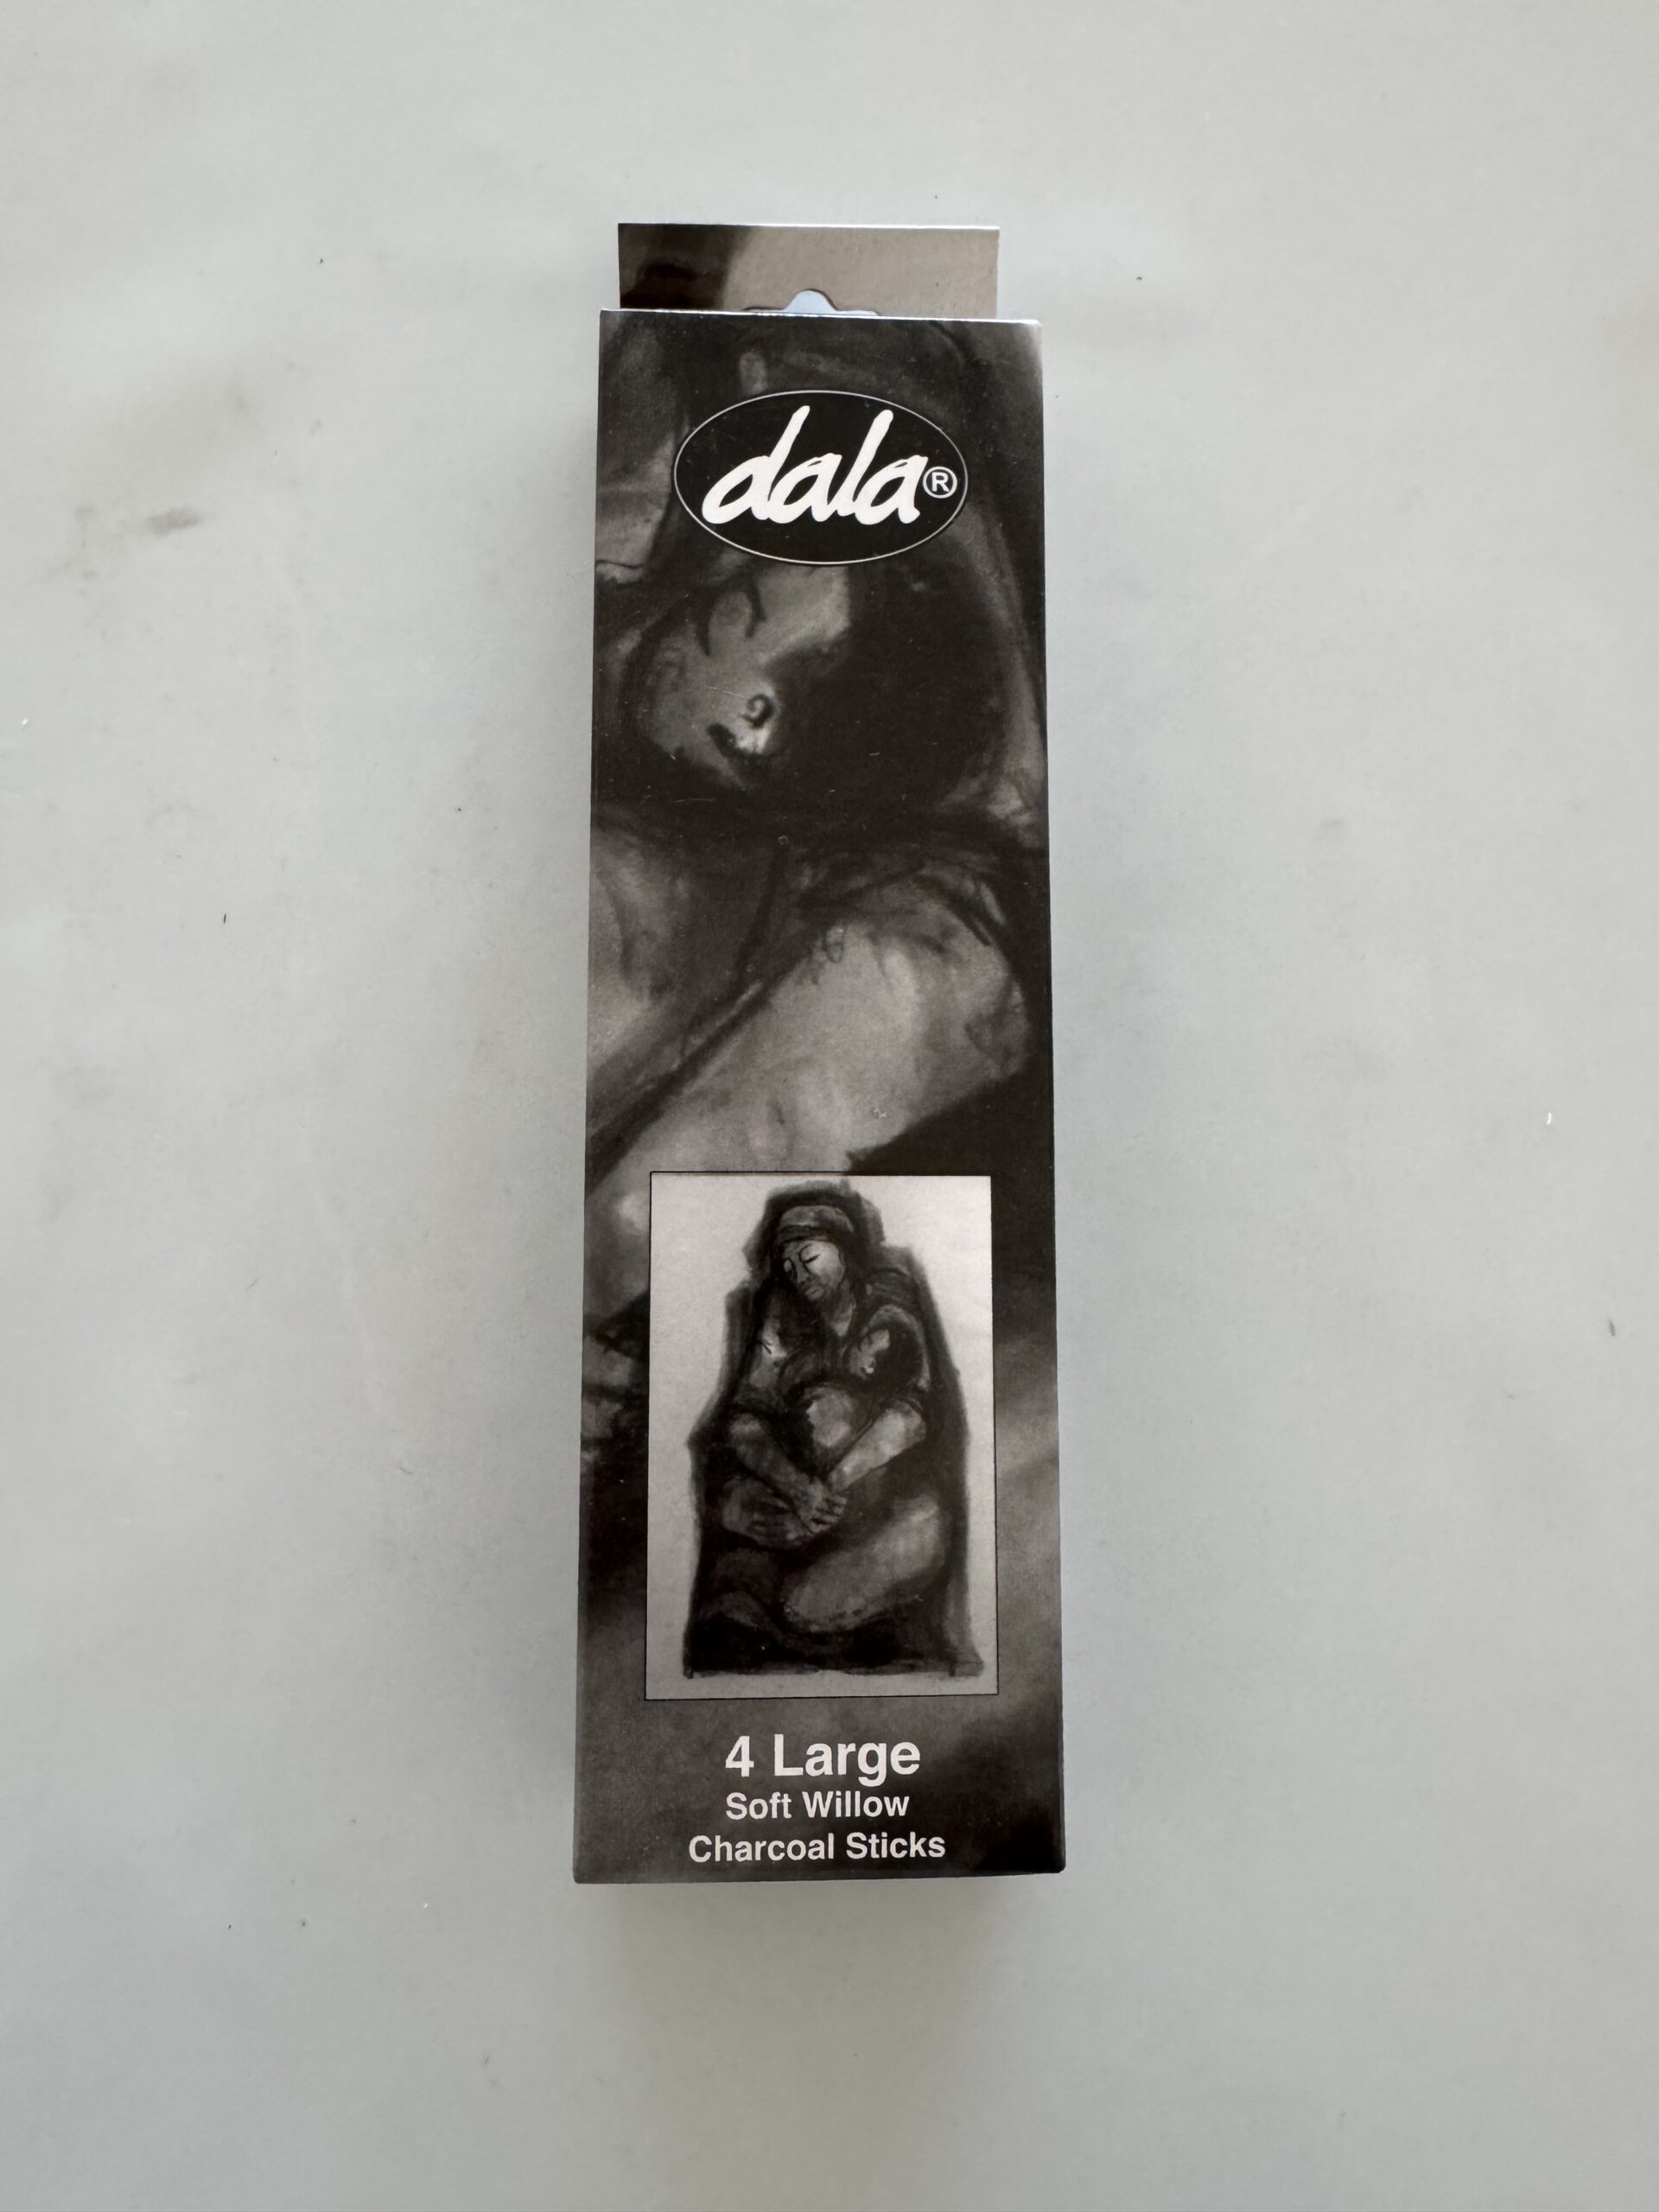 dala®
4 Large
Soft Willow
Charcoal Sticks